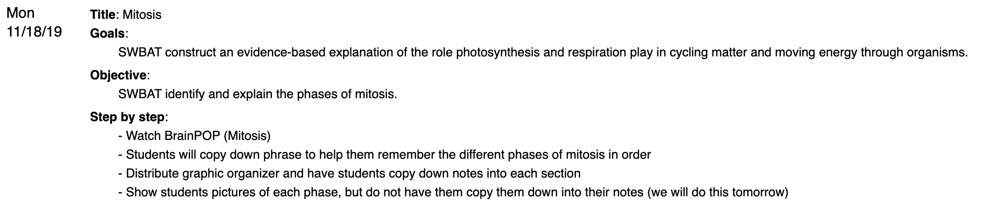 Mon
11/18/19
Title: Mitosis
Goals:
SWBAT construct an evidence-based explanation of the role photosynthesis and respiration play in cycling matter and moving energy through organisms.
Objective:
SWBAT identify and explain the phases of mitosis.
Step by step:
- Watch BrainPOP (Mitosis)
- Students will copy down phrase to help them remember the different phases of mitosis in order
- Distribute graphic organizer and have students copy down notes into each section
- Show students pictures of each phase, but do not have them copy them down into their notes (we will do this tomorrow)